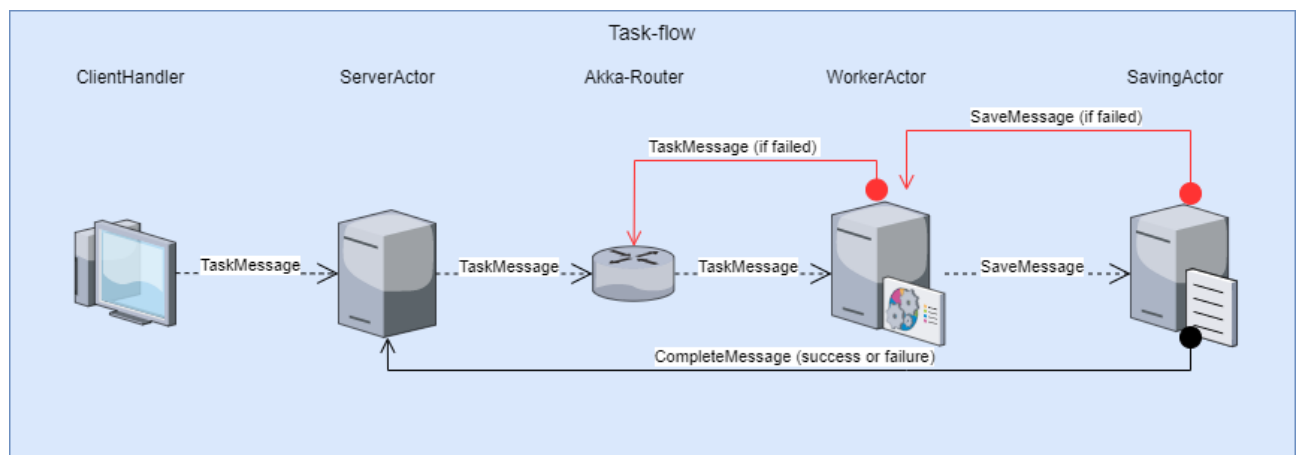 Task-flow
ClientHandler
ServerActor
Akka-Router
WorkerActor
SavingActor
SaveMessage (if failed)
TaskMessage (if failed)
TaskMessage
TaskMessage
TaskMessage
SaveMessage
CompleteMessage (success or failure)